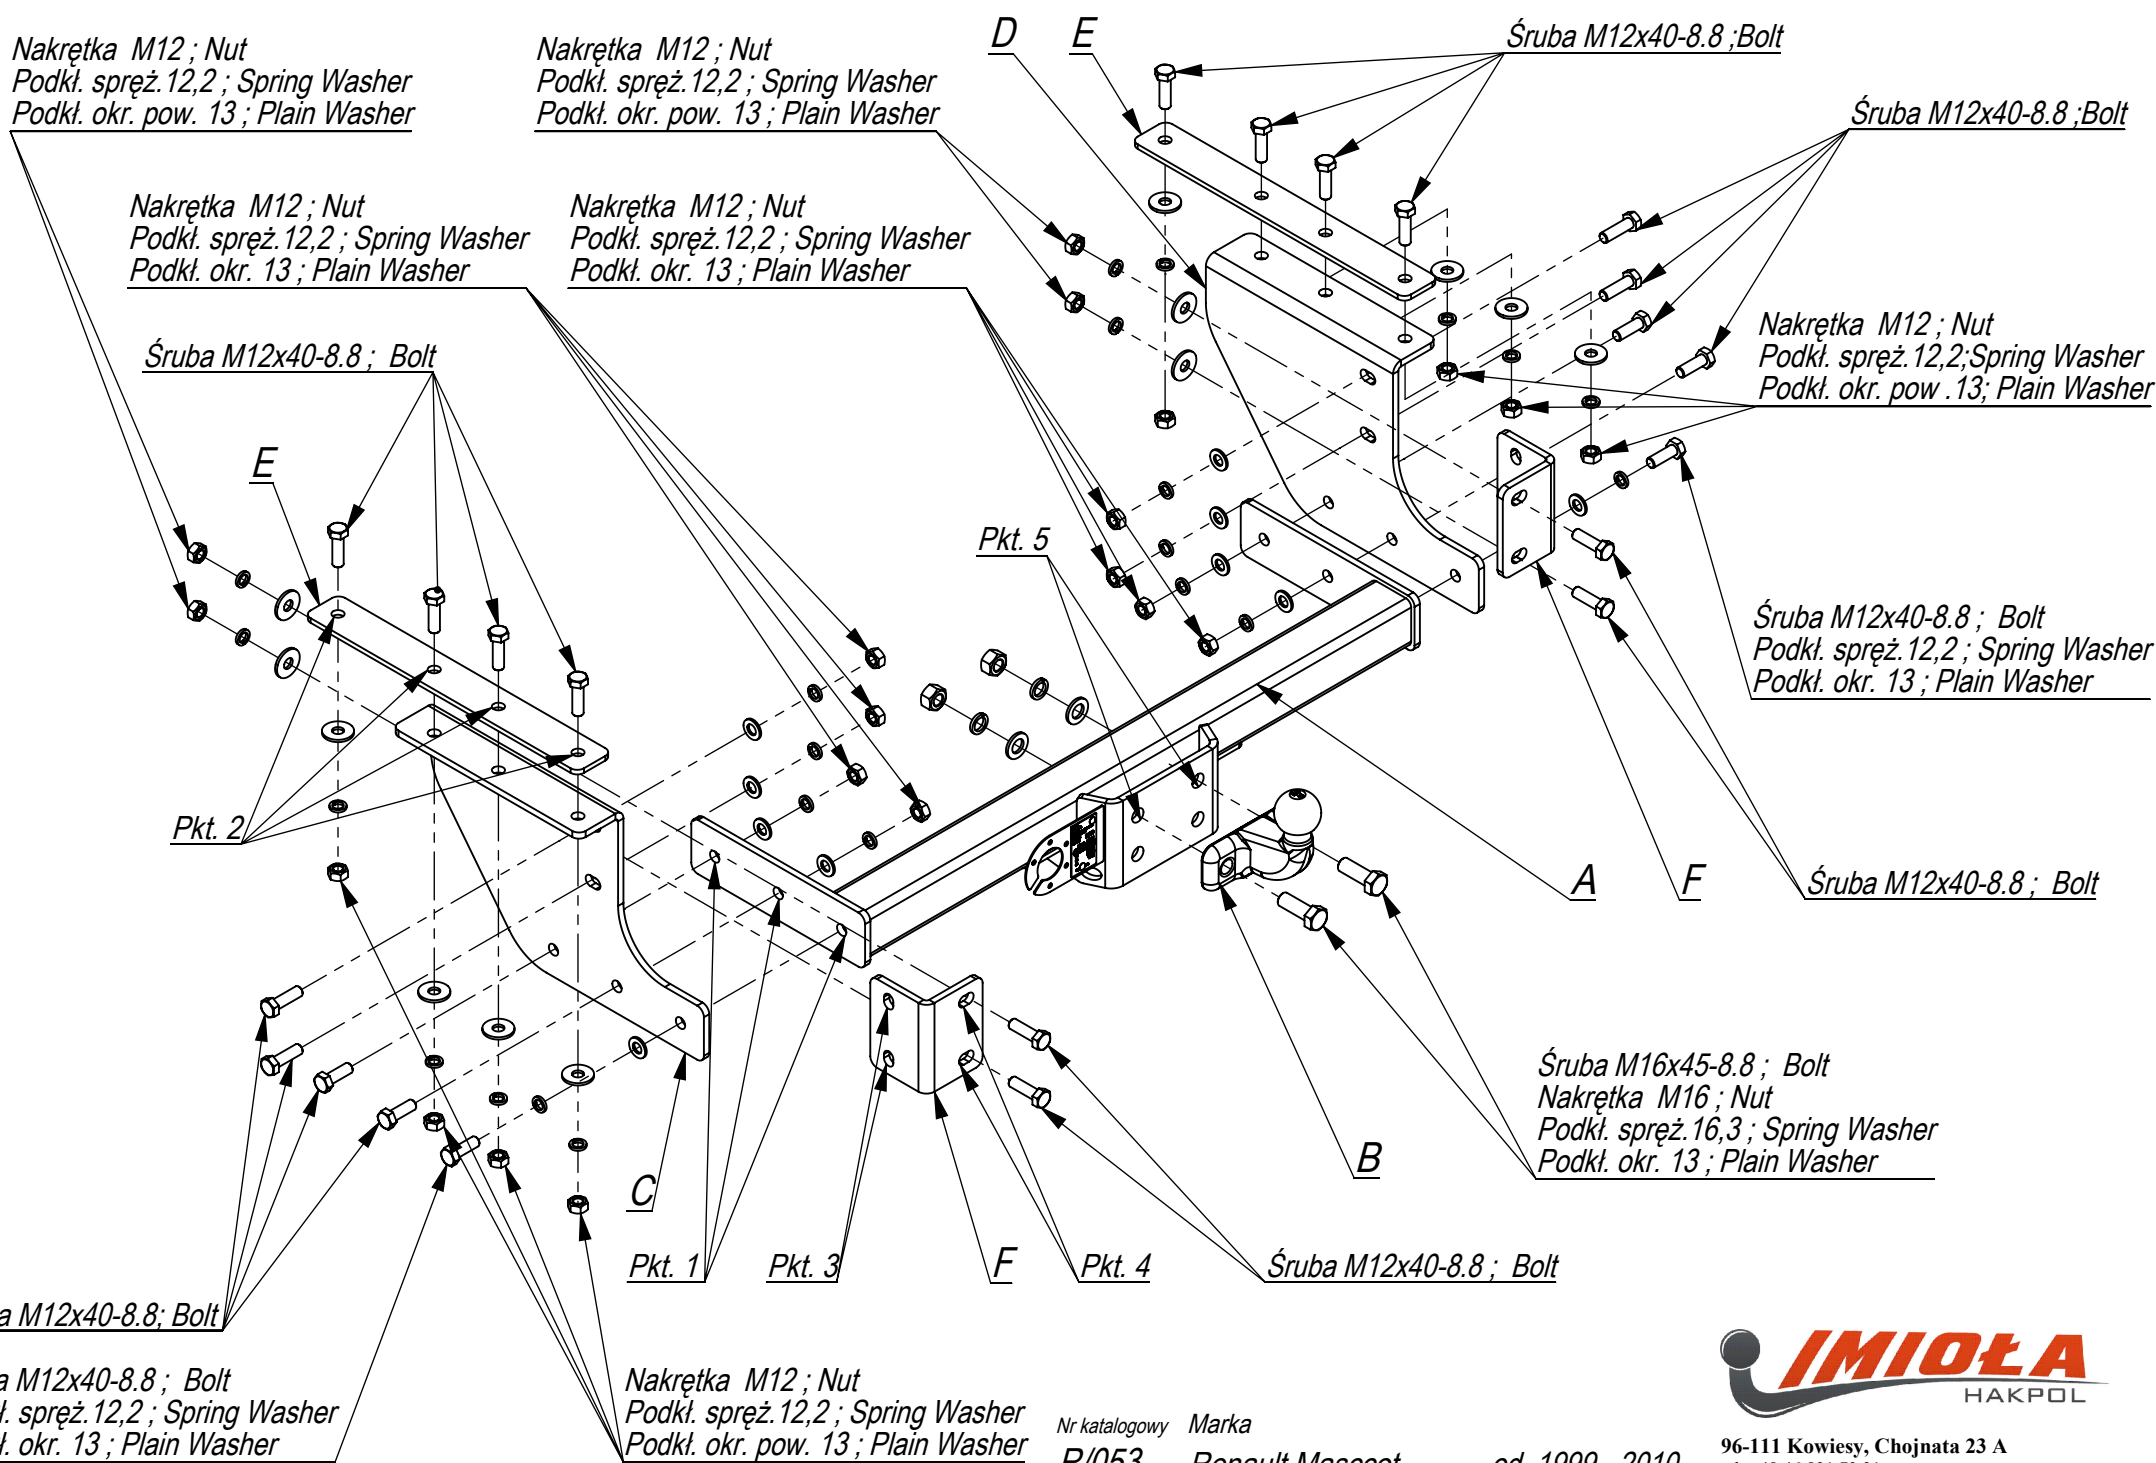 Nakrętka M12 ; Nut
Podkł. spręż.12,2 ; Spring Washer
Podkł. okr. pow. 13 ; Plain Washer
Nakrętka M12 ; Nut
Podkł. spręż.12,2 ; Spring Washer
Podkł. okr. pow. 13 ; Plain Washer
D
E
Śruba M12x40-8.8 ;Bolt
Śruba M12x40-8.8 ;Bolt
Nakrętka M12 ; Nut
Podkł. spręż.12,2 ; Spring Washer
Podkł. okr. 13 ; Plain Washer
Nakrętka M12 ; Nut
Podkł. spręż.12,2 ; Spring Washer
Podkł. okr. 13 ; Plain Washer
Śruba M12x40-8.8 ; Bolt
Nakrętka M12 ; Nut
Podkł. spręż.12,2;Spring Washer
Podkł. okr. pow .13; Plain Washer
E
Pkt. 5
Śruba M12x40-8.8 ; Bolt
Podkł. spręż.12,2 ; Spring Washer
Podkł. okr. 13 ; Plain Washer
Pkt. 2
A
F
Śruba M12x40-8.8 ; Bolt
Śruba M16x45-8.8 ; Bolt
Nakrętka M16 ; Nut
Podkł. spręż.16,3 ; Spring Washer
Podkł. okr. 13 ; Plain Washer
B
C
Pkt. 1
Pkt. 3
F
Pkt. 4
Śruba M12x40-8.8 ; Bolt
M12x40-8.8; Bolt
M12x40-8.8 ; Bolt
spręż.12,2 ; Spring Washer
okr. 13 ; Plain Washer
Nakrętka M12 ; Nut
Podkł. spręż.12,2 ; Spring Washer
Podkł. okr. pow. 13 ; Plain Washer
Nr katalogowy Marka
R/053 Renault Masccot od 1999 - 2010
IMIOŁA
HAKPOL
96-111 Kowiesy, Chojnata 23 A